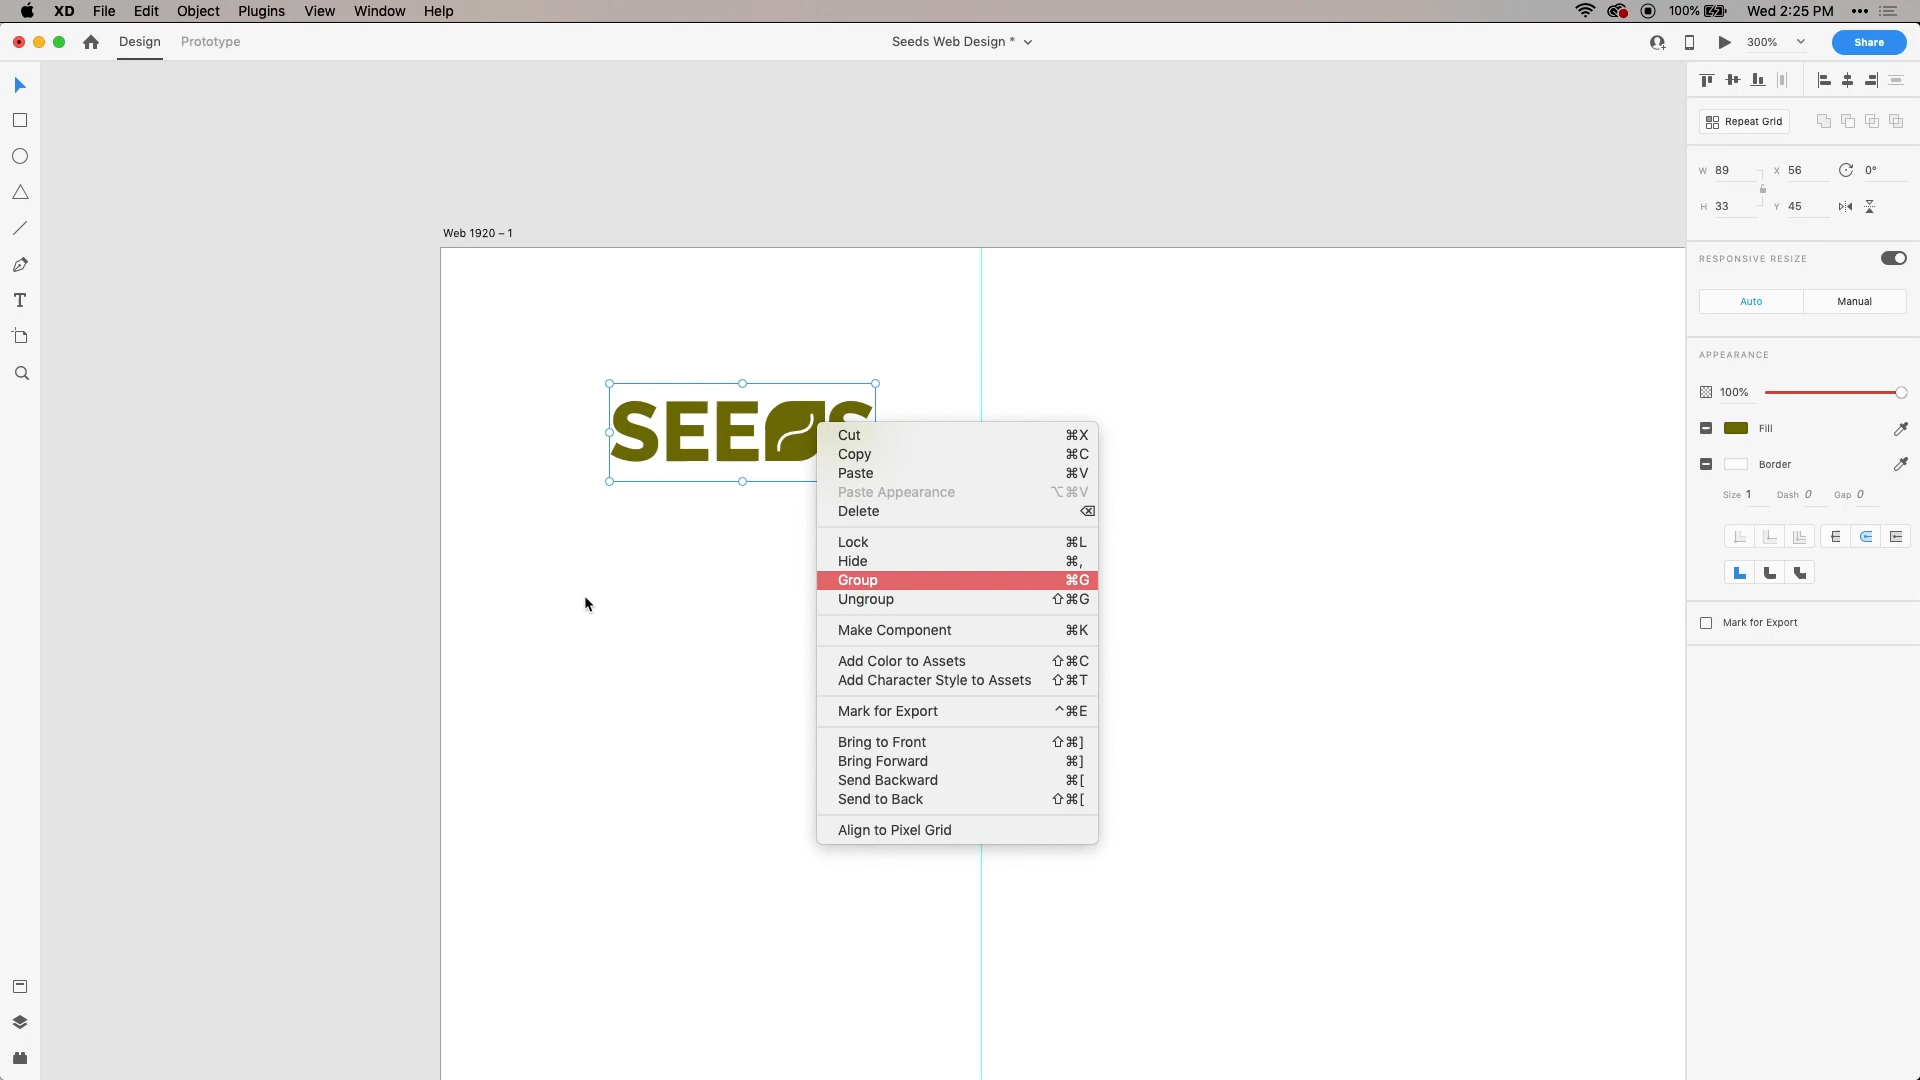 XD File Edit Object Plugins View Window Help 100% Wed 2:25 PM
Design Prototype Seeds Web Design * 300% Share
Repeat Grid
W 89 X 56 0°
H 33 Y 45
Web 1920 – 1
RESPONSIVE RESIZE
Auto Manual
APPEARANCE
100%
Fill
Border
Size 1 Dash 0 Gap 0
Mark for Export
SEEDS
Cut ⌘X
Copy ⌘C
Paste ⌘V
Paste Appearance ⌥⌘V
Delete ⌫
Lock ⌘L
Hide ⌘,
Group ⌘G
Ungroup ⇧⌘G
Make Component ⌘K
Add Color to Assets ⇧⌘C
Add Character Style to Assets ⇧⌘T
Mark for Export ^⌘E
Bring to Front ⇧⌘]
Bring Forward ⌘]
Send Backward ⌘[
Send to Back ⇧⌘[
Align to Pixel Grid